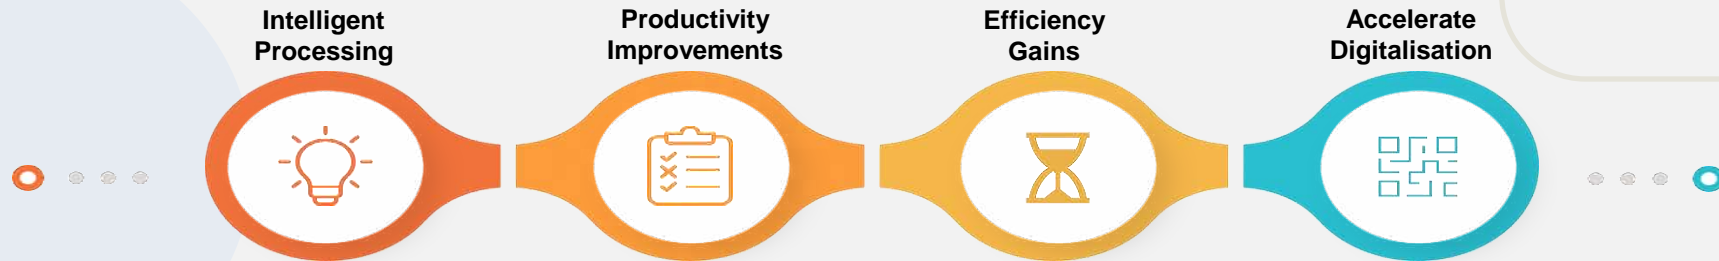 Intelligent
Processing
Productivity
Improvements
Efficiency
Gains
Accelerate
Digitalisation